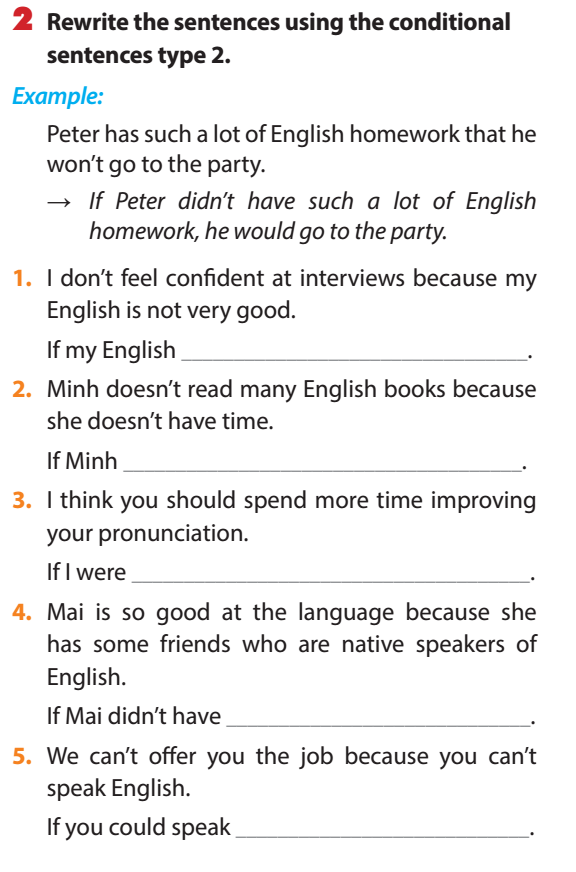 2 Rewrite the sentences using the conditional
sentences type 2.
Example:
Peter has such a lot of English homework that he
won't go to the party.
→ If Peter didn't have such a lot of English
homework, he would go to the party.
1. I don't feel confident at interviews because my
English is not very good.
If my English ______________________________.
2. Minh doesn't read many English books because
she doesn't have time.
If Minh ___________________________________.
3. I think you should spend more time improving
your pronunciation.
If I were ___________________________________.
4. Mai is so good at the language because she
has some friends who are native speakers of
English.
If Mai didn't have ___________________________.
5. We can't offer you the job because you can't
speak English.
If you could speak __________________________.